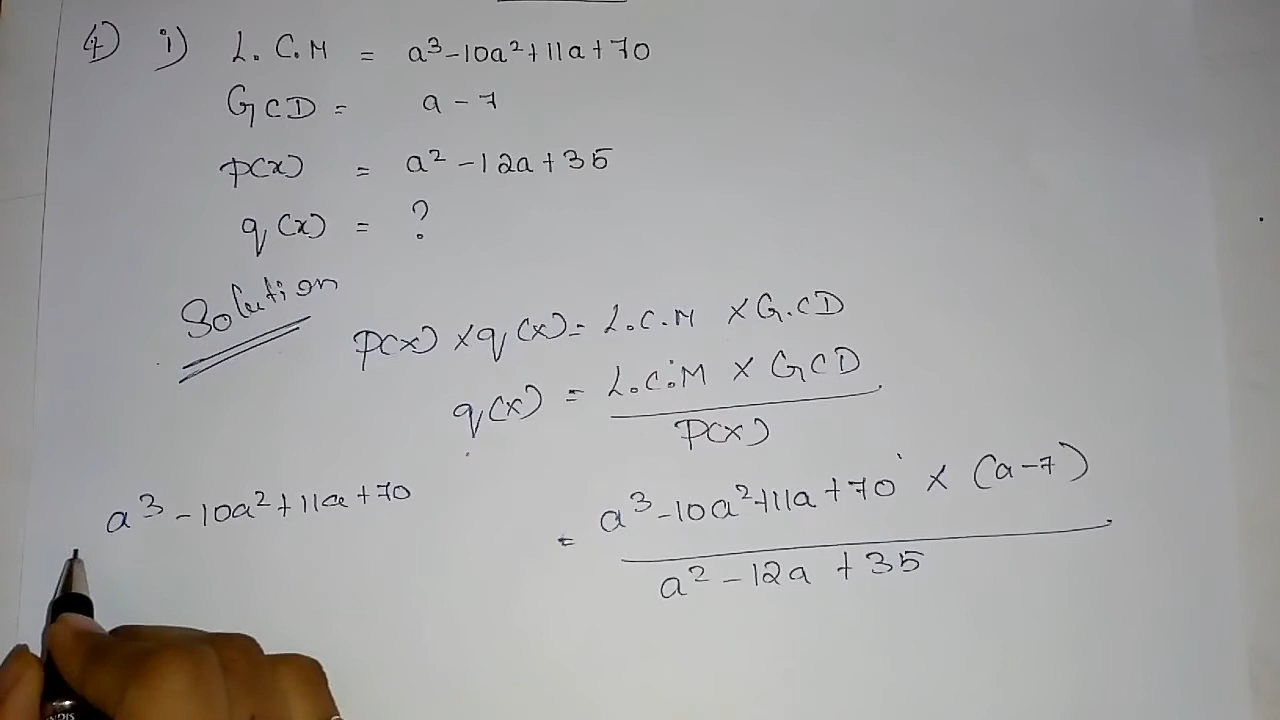 4) i) L.C.M = a³-10a²+11a+70
GCD = a-7
P(x) = a²-12a+35
q(x) = ?
Solution
P(x) × q(x) = L.C.M × G.CD
q(x) = L.C.M × GCD
P(x)
= a³-10a²+11a+70 × (a-7)
a²-12a+35
a³-10a²+11a+70